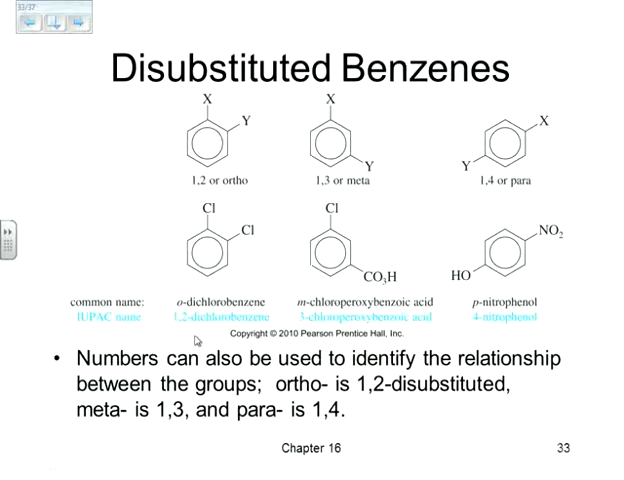 33/37
Disubstituted Benzenes
X
Y
1,2 or ortho
X
Y
1,3 or meta
X
Y
1,4 or para
Cl
Cl
Cl
CO₃H
NO₂
HO
common name: o-dichlorobenzene m-chloroperoxybenzoic acid p-nitrophenol
IUPAC name 1,2-dichlorobenzene 3-chloroperoxybenzoic acid 4-nitrophenol
Copyright © 2010 Pearson Prentice Hall, Inc.
• Numbers can also be used to identify the relationship
between the groups; ortho- is 1,2-disubstituted,
meta- is 1,3, and para- is 1,4.
Chapter 16 33